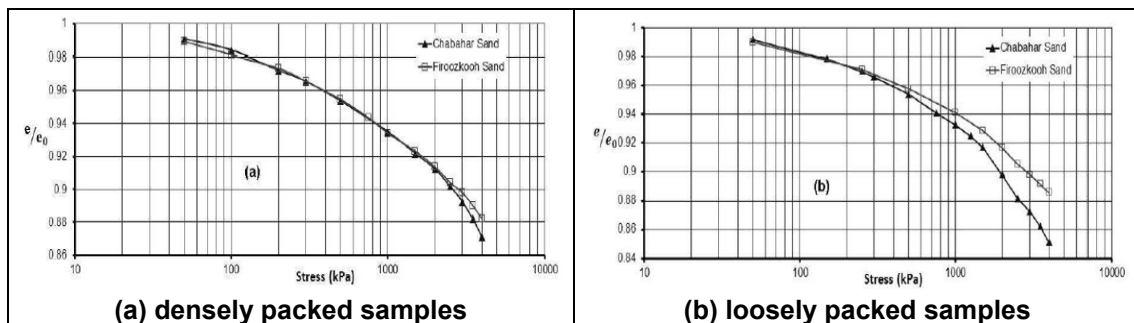 1
0.98
0.96
0.94
e/e0
0.92
0.9
0.88
0.86
10
100
1000
10000
Stress (kPa)
Chabahar Sand
Firoozkooh Sand
(a)
(a) densely packed samples
1
0.98
0.96
0.94
0.92
e/e0
0.9
0.88
0.86
0.84
10
100
1000
10000
Stress (kPa)
Chabahar Sand
Firoozkooh Sand
(b)
(b) loosely packed samples